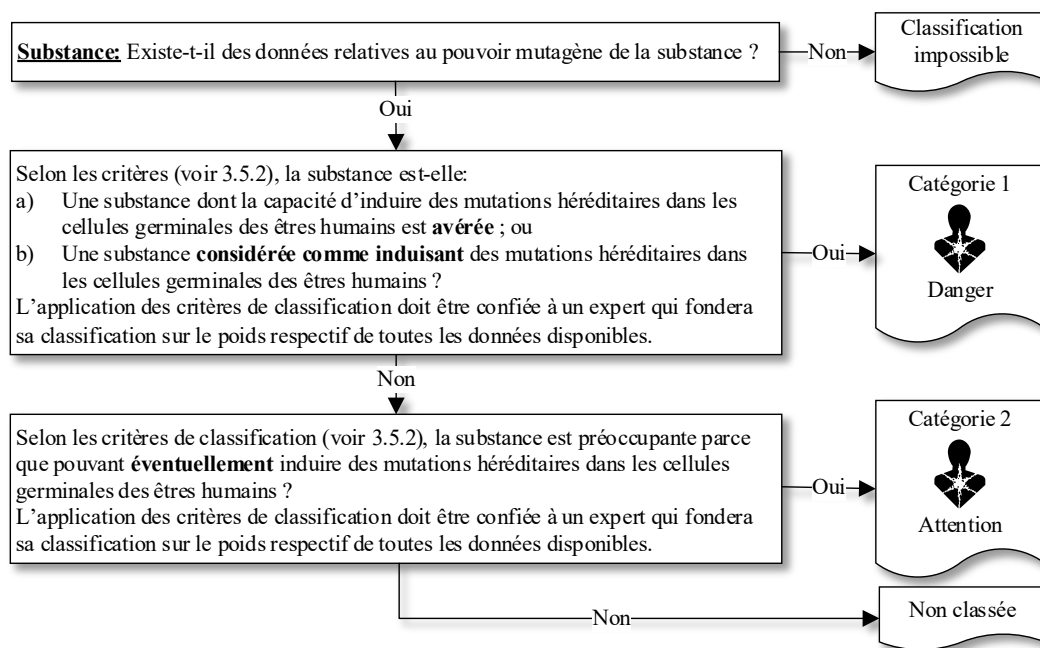 Substance: Existe-t-il des données relatives au pouvoir mutagène de la substance ?
Non
Classification
impossible
Oui
Selon les critères (voir 3.5.2), la substance est-elle:
a) Une substance dont la capacité d’induire des mutations héréditaires dans les
cellules germinales des êtres humains est avérée ; ou
b) Une substance considérée comme induisant des mutations héréditaires dans
les cellules germinales des êtres humains ?
L’application des critères de classification doit être confiée à un expert qui fondera
sa classification sur le poids respectif de toutes les données disponibles.
Oui
Catégorie 1
Danger
Non
Selon les critères de classification (voir 3.5.2), la substance est préoccupante parce
que pouvant éventuellement induire des mutations héréditaires dans les cellules
germinales des êtres humains ?
L’application des critères de classification doit être confiée à un expert qui fondera
sa classification sur le poids respectif de toutes les données disponibles.
Oui
Catégorie 2
Attention
Non
Non classée